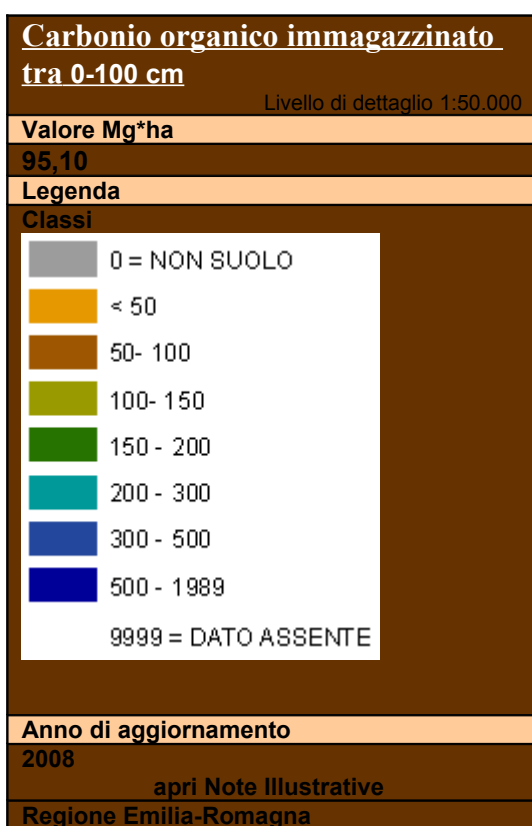 Carbonio organico immagazzinato
tra 0-100 cm
Livello di dettaglio 1:50.000
Valore Mg*ha
95,10
Legenda
Classi
0 = NON SUOLO
< 50
50- 100
100- 150
150 - 200
200 - 300
300 - 500
500 - 1989
9999 = DATO ASSENTE
Anno di aggiornamento
2008
apri Note Illustrative
Regione Emilia-Romagna